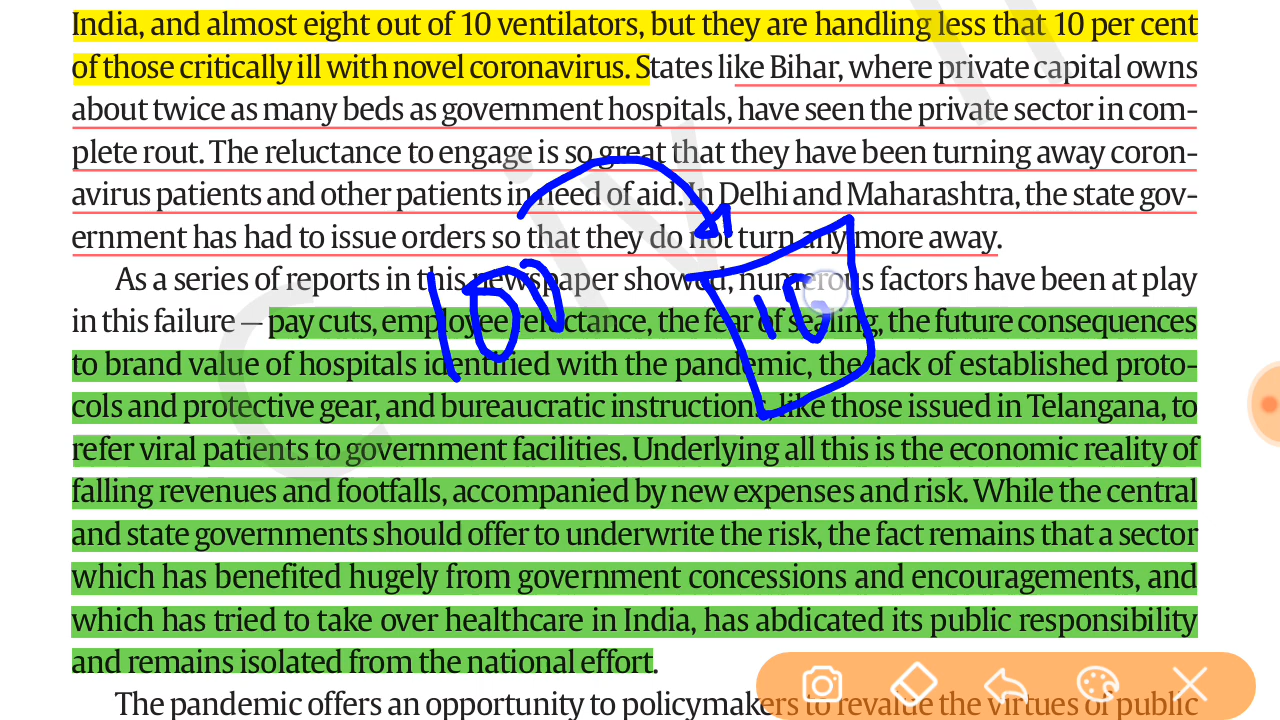 India, and almost eight out of 10 ventilators, but they are handling less that 10 per cent
of those critically ill with novel coronavirus. States like Bihar, where private capital owns
about twice as many beds as government hospitals, have seen the private sector in com-
plete rout. The reluctance to engage is so great that they have been turning away coron-
avirus patients and other patients in need of aid. In Delhi and Maharashtra, the state gov-
ernment has had to issue orders so that they do not turn any more away.
As a series of reports in this newspaper showed, numerous factors have been at play
in this failure — pay cuts, employee reluctance, the fear of sealing, the future consequences
to brand value of hospitals identified with the pandemic, the lack of established proto-
cols and protective gear, and bureaucratic instructions, like those issued in Telangana, to
refer viral patients to government facilities. Underlying all this is the economic reality of
falling revenues and footfalls, accompanied by new expenses and risk. While the central
and state governments should offer to underwrite the risk, the fact remains that a sector
which has benefited hugely from government concessions and encouragements, and
which has tried to take over healthcare in India, has abdicated its public responsibility
and remains isolated from the national effort.
The pandemic offers an opportunity to policymakers to revalue the virtues of public
100
10